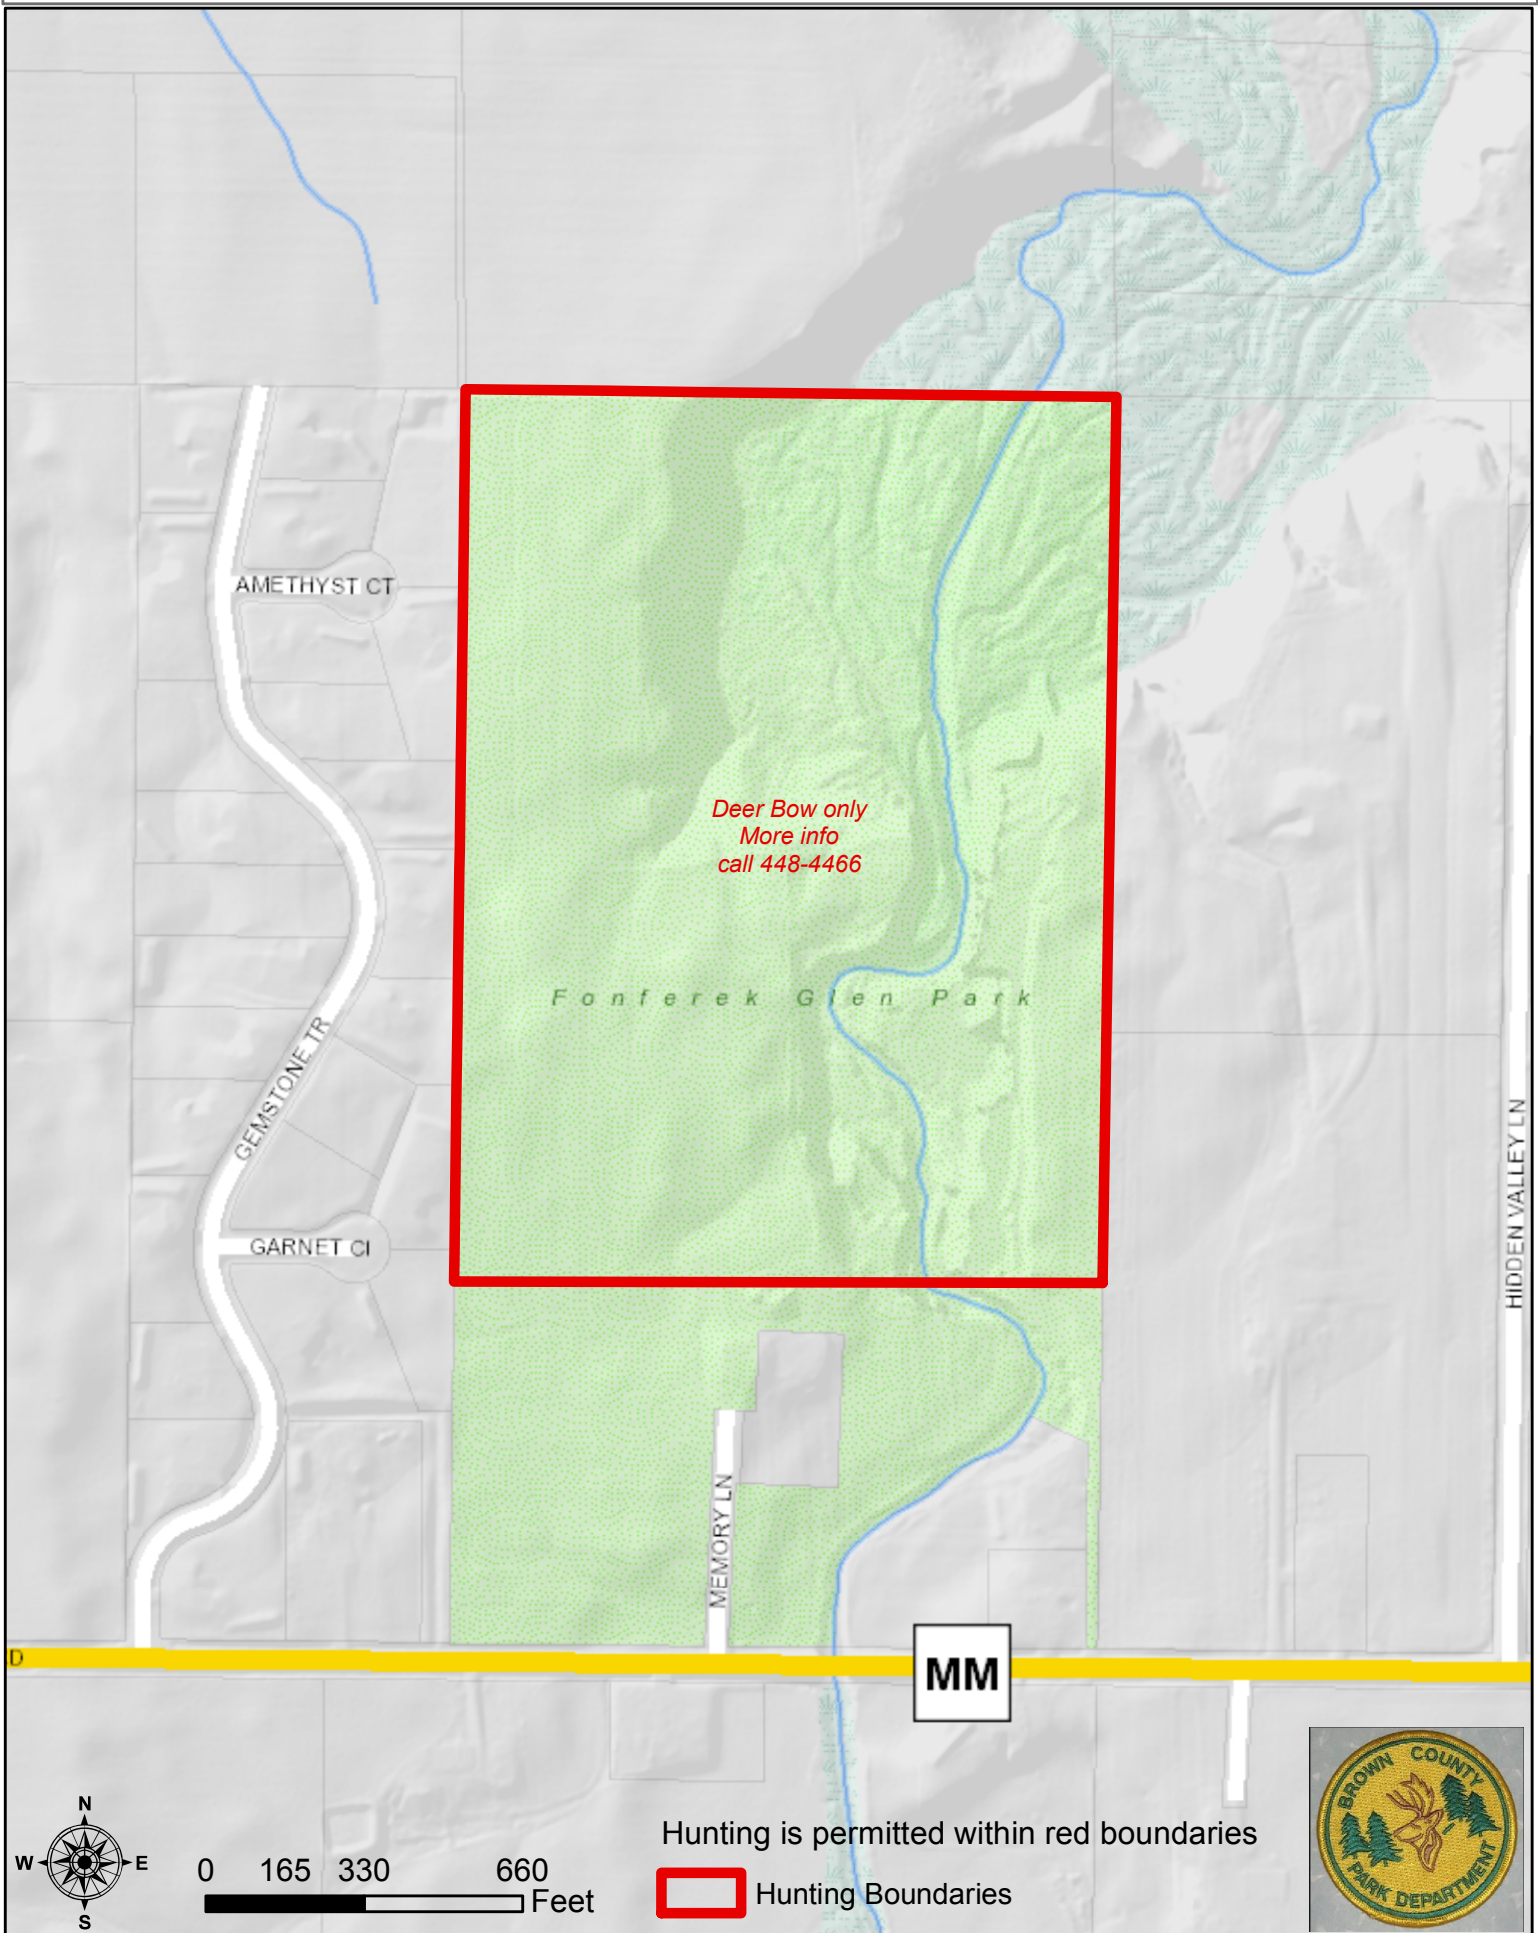 AMETHYST CT
Deer Bow only
More info
call 448-4466
Fonferek Glen Park
GEMSTONE TR
GARNET CI
HIDDEN VALLEY LN
MEMORY LN
D
MM
N
W E
S
0 165 330 660
Feet
Hunting is permitted within red boundaries
Hunting Boundaries
BROWN COUNTY
PARK DEPARTMENT